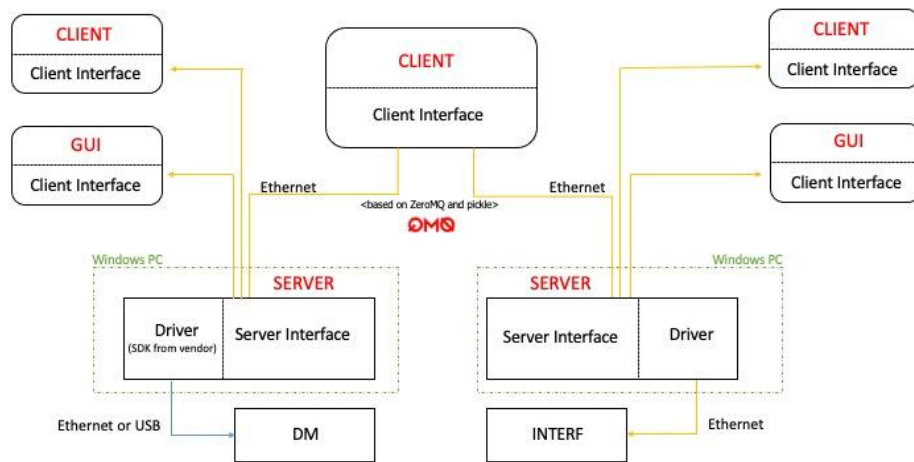 CLIENT
Client Interface
GUI
Client Interface
CLIENT
Client Interface
CLIENT
Client Interface
GUI
Client Interface
Ethernet
Ethernet
<based on ZeroMQ and pickle>
ØMQ
Windows PC
SERVER
Driver
(SDK from vendor)
Server Interface
Windows PC
SERVER
Server Interface
Driver
Ethernet or USB
DM
INTERF
Ethernet